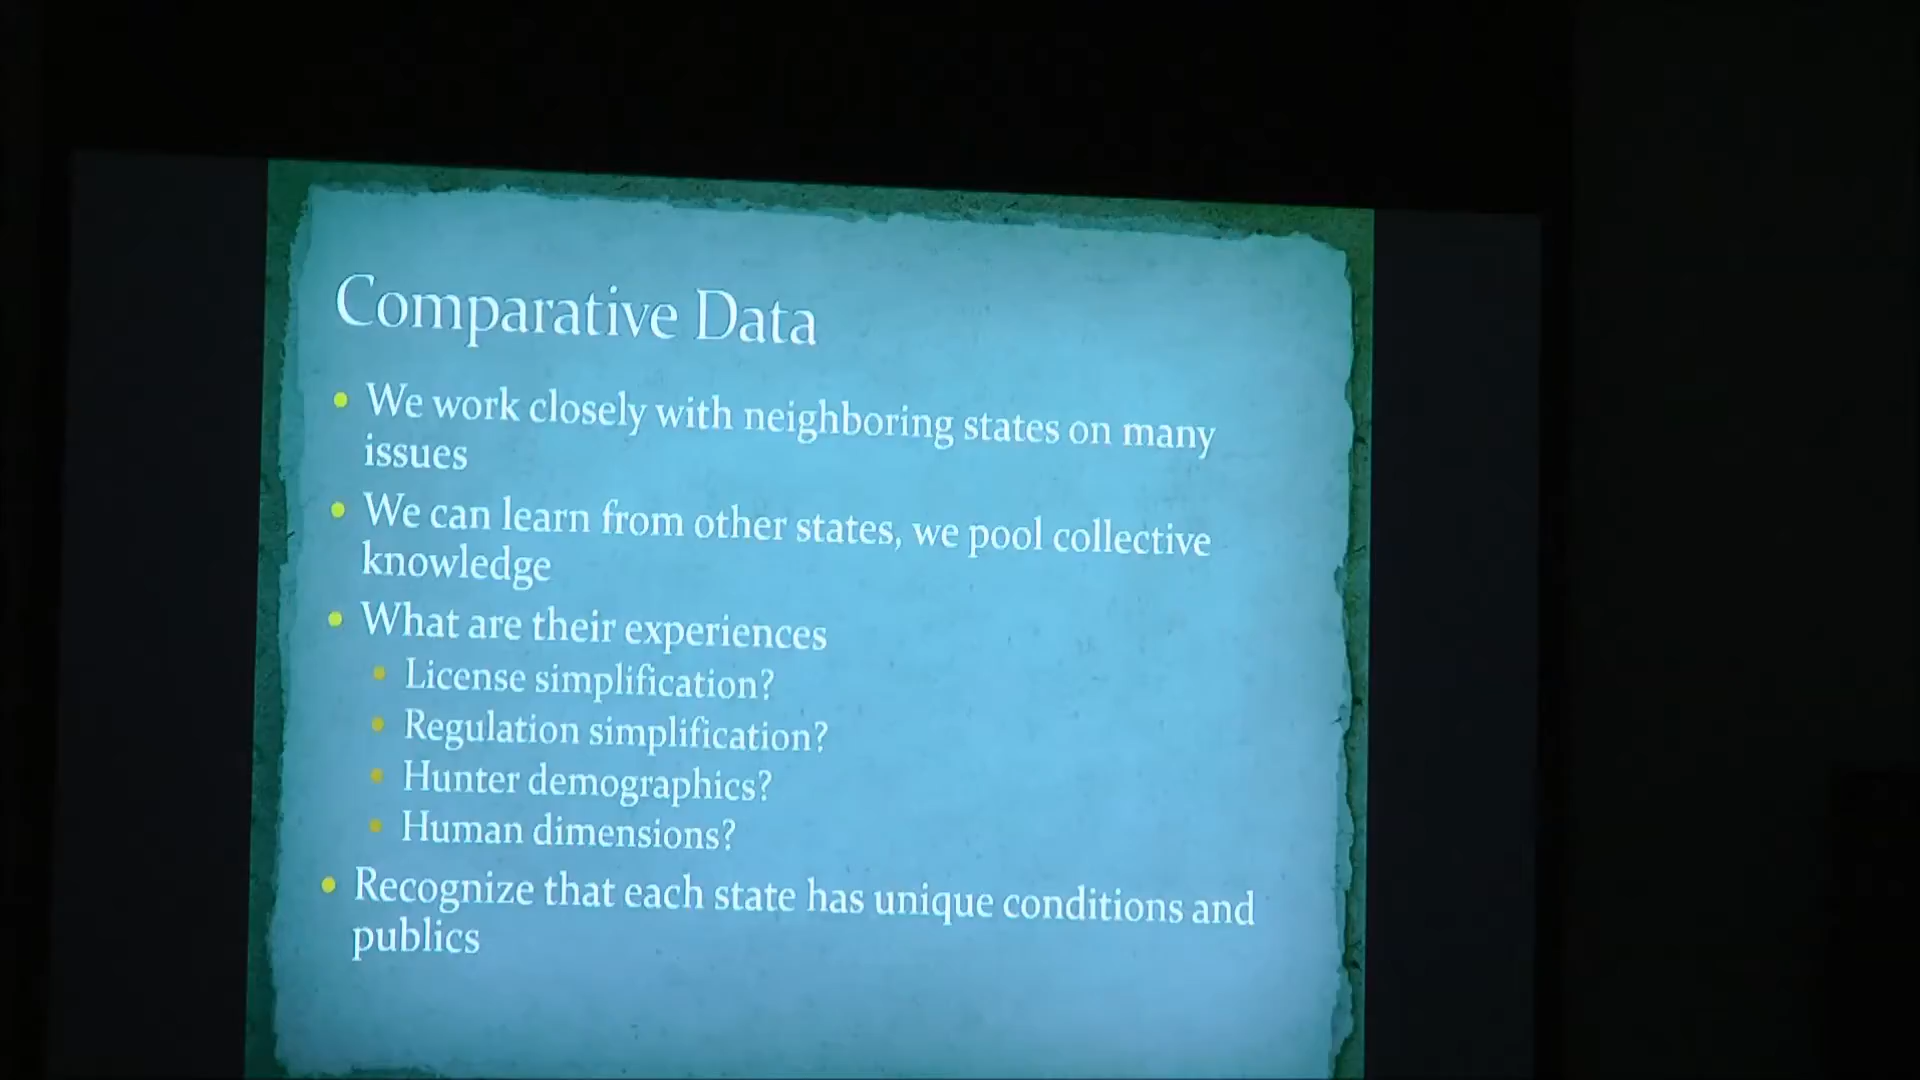 Comparative Data
• We work closely with neighboring states on many
issues
• We can learn from other states, we pool collective
knowledge
• What are their experiences
• License simplification?
• Regulation simplification?
• Hunter demographics?
• Human dimensions?
• Recognize that each state has unique conditions and
publics